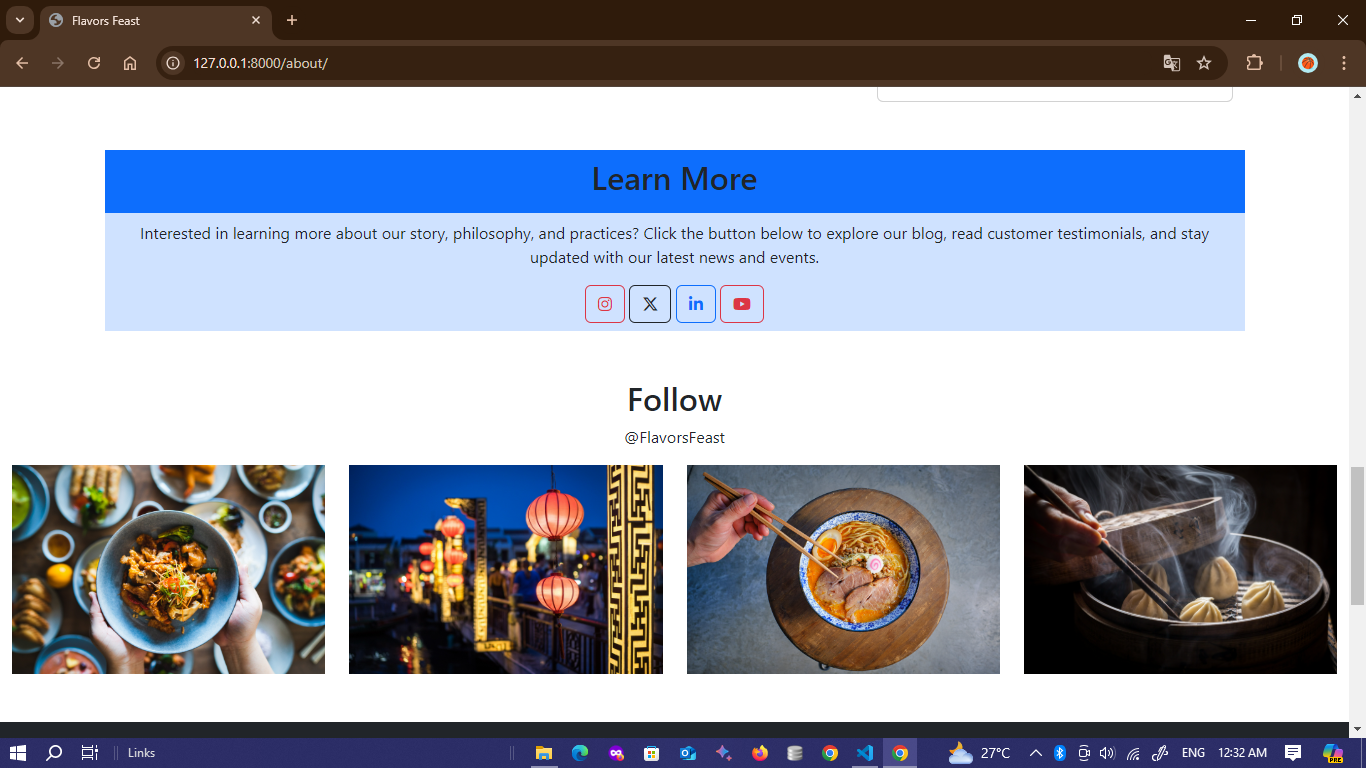 Flavors Feast
127.0.0.1:8000/about/
Learn More
Interested in learning more about our story, philosophy, and practices? Click the button below to explore our blog, read customer testimonials, and stay
updated with our latest news and events.
Follow
@FlavorsFeast
Links
27°C
ENG
12:32 AM
PRE